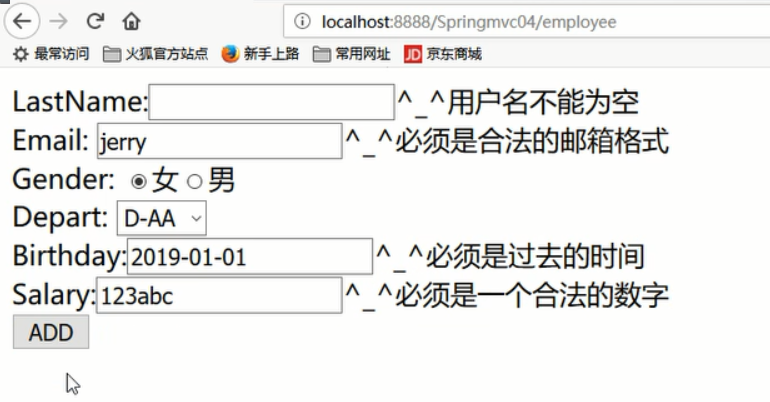 localhost:8888/Springmvc04/employee
最常访问 火狐官方站点 新手上路 常用网址 JD 京东商城
LastName: ^_^用户名不能为空
Email: jerry ^_^必须是合法的邮箱格式
Gender: 女 男
Depart: D-AA
Birthday: 2019-01-01 ^_^必须是过去的时间
Salary: 123abc ^_^必须是一个合法的数字
ADD